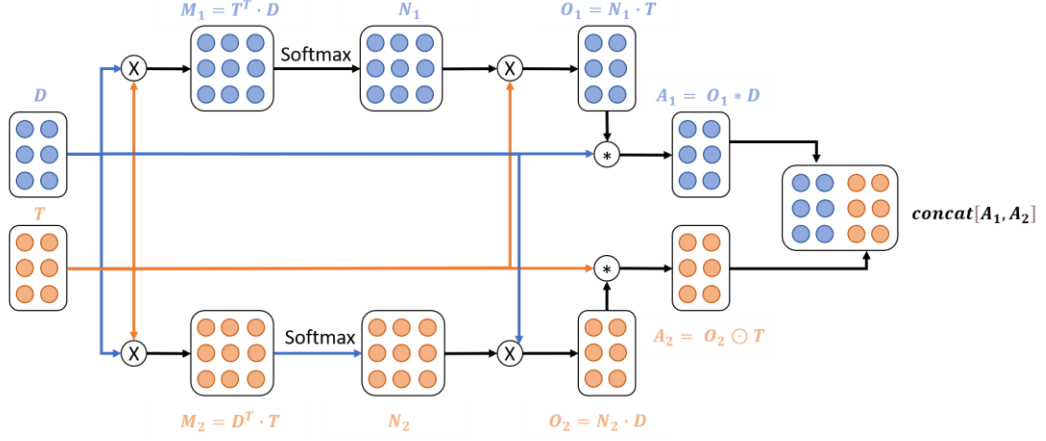 M₁ = Tᵀ · D
N₁
O₁ = N₁ · T
Softmax
X
X
D
A₁ = O₁ * D
*
T
concat[A₁, A₂]
*
Softmax
A₂ = O₂ ⊙ T
X
X
M₂ = Dᵀ · T
N₂
O₂ = N₂ · D